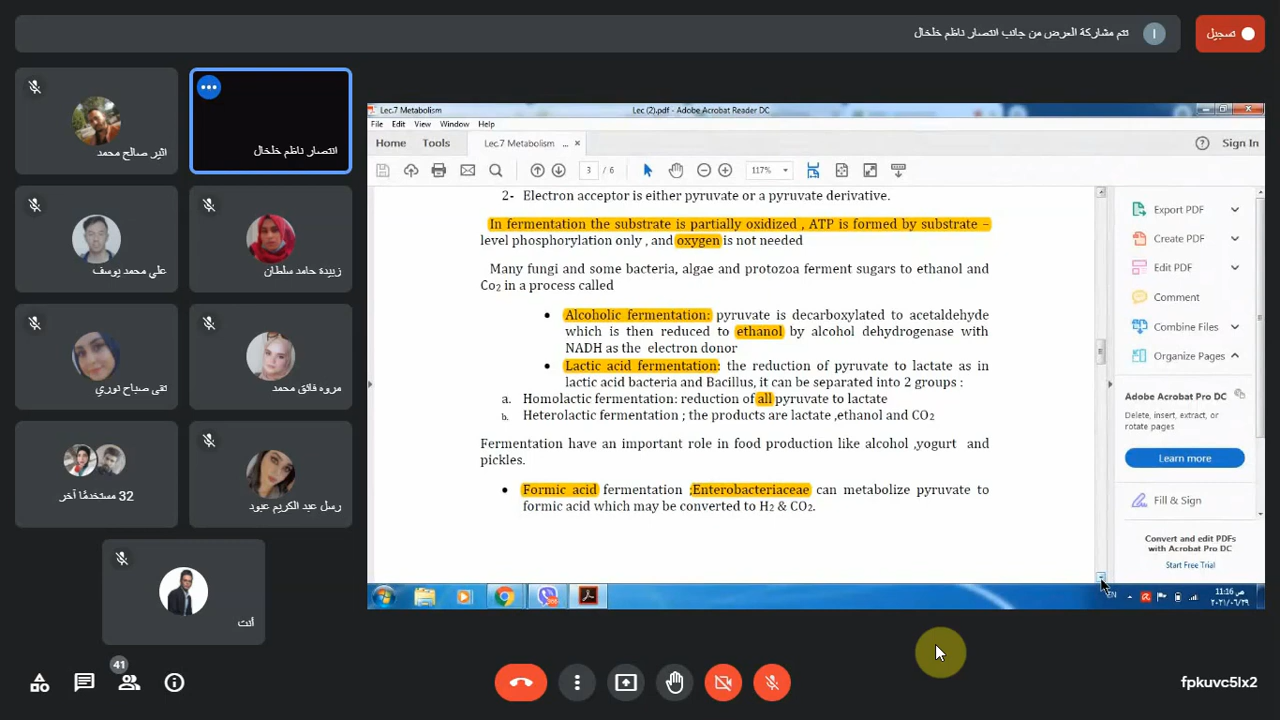 تتم مشاركة العرض من جانب انتصار ناظم خلخال
I
تسجيل
اثير صالح محمد
انتصار ناظم خلخال
علي محمد يوسف
زبيدة حامد سلطان
تقى صباح نوري
مروه فائق محمد
32 مستخدمًا آخر
رسل عبد الكريم عبود
أنت
Lec.7 Metabolism
Lec (2).pdf - Adobe Acrobat Reader DC
File Edit View Window Help
Home Tools Lec.7 Metabolism ... × Sign In
3 / 6 117%
2- Electron acceptor is either pyruvate or a pyruvate derivative.
In fermentation the substrate is partially oxidized , ATP is formed by substrate –
level phosphorylation only , and oxygen is not needed
Many fungi and some bacteria, algae and protozoa ferment sugars to ethanol and
Co2 in a process called
• Alcoholic fermentation: pyruvate is decarboxylated to acetaldehyde
which is then reduced to ethanol by alcohol dehydrogenase with
NADH as the electron donor
• Lactic acid fermentation: the reduction of pyruvate to lactate as in
lactic acid bacteria and Bacillus, it can be separated into 2 groups :
a. Homolactic fermentation: reduction of all pyruvate to lactate
b. Heterolactic fermentation ; the products are lactate ,ethanol and CO2
Fermentation have an important role in food production like alcohol ,yogurt and
pickles.
• Formic acid fermentation ;Enterobacteriaceae can metabolize pyruvate to
formic acid which may be converted to H2 & CO2.
Export PDF
Create PDF
Edit PDF
Comment
Combine Files
Organize Pages
Adobe Acrobat Pro DC
Delete, insert, extract, or
rotate pages
Learn more
Fill & Sign
Convert and edit PDFs
with Acrobat Pro DC
Start Free Trial
EN
11:16 ص
٢٠٢١/٠٦/٢٩
41
fpkuvc5lx2